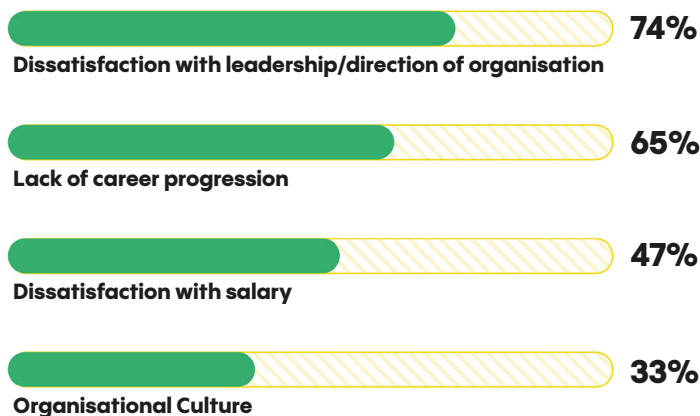 74%
Dissatisfaction with leadership/direction of organisation
65%
Lack of career progression
47%
Dissatisfaction with salary
33%
Organisational Culture